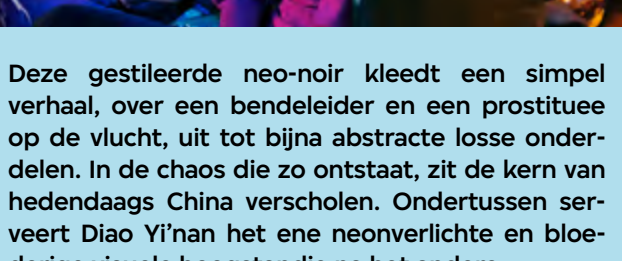 Deze gestileerde neo-noir kleedt een simpel
verhaal, over een bendeleider en een prostituee
op de vlucht, uit tot bijna abstracte losse onder-
delen. In de chaos die zo ontstaat, zit de kern van
hedendaags China verscholen. Ondertussen ser-
veert Diao Yi’nan het ene neonverlichte en bloe-